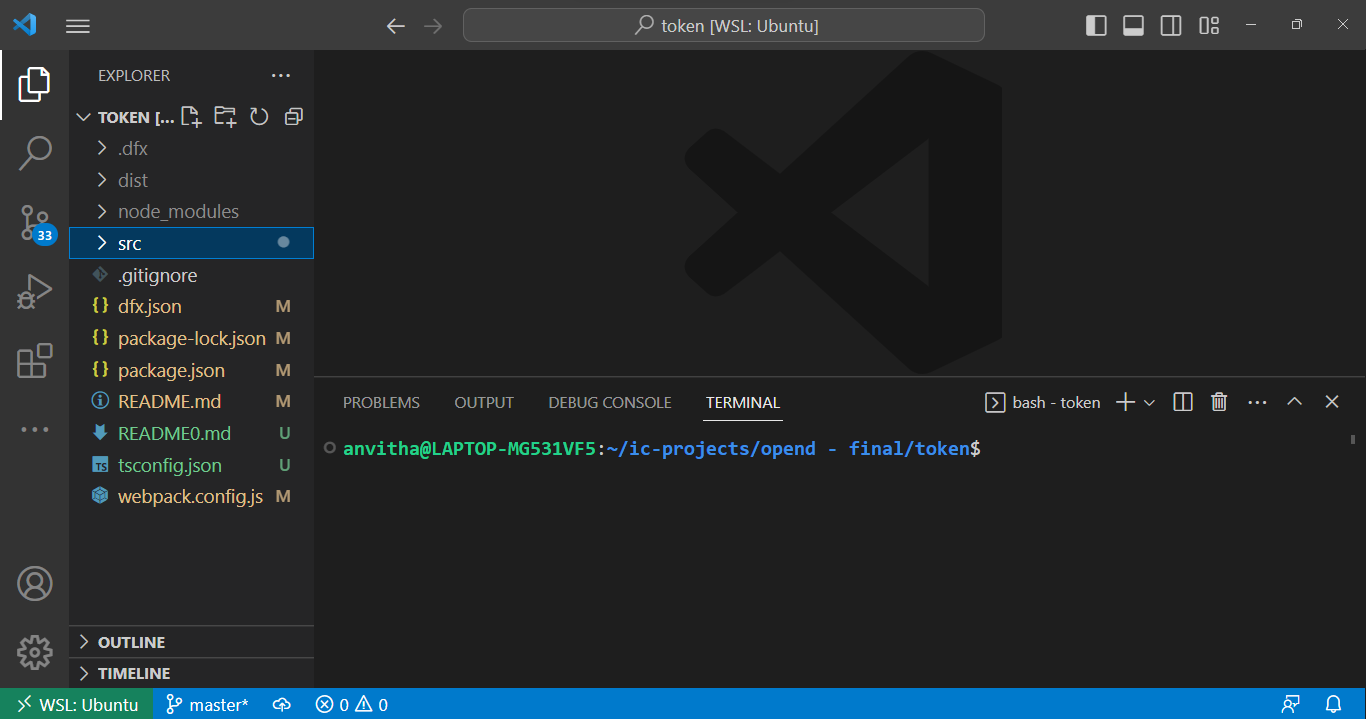 token [WSL: Ubuntu]
EXPLORER
TOKEN [...
.dfx
dist
node_modules
src
.gitignore
{} dfx.json M
{} package-lock.json M
{} package.json M
README.md M
README0.md U
TS tsconfig.json U
webpack.config.js M
33
OUTLINE
TIMELINE
PROBLEMS OUTPUT DEBUG CONSOLE TERMINAL bash - token
anvitha@LAPTOP-MG531VF5:~/ic-projects/opend - final/token$
WSL: Ubuntu master* 0 0